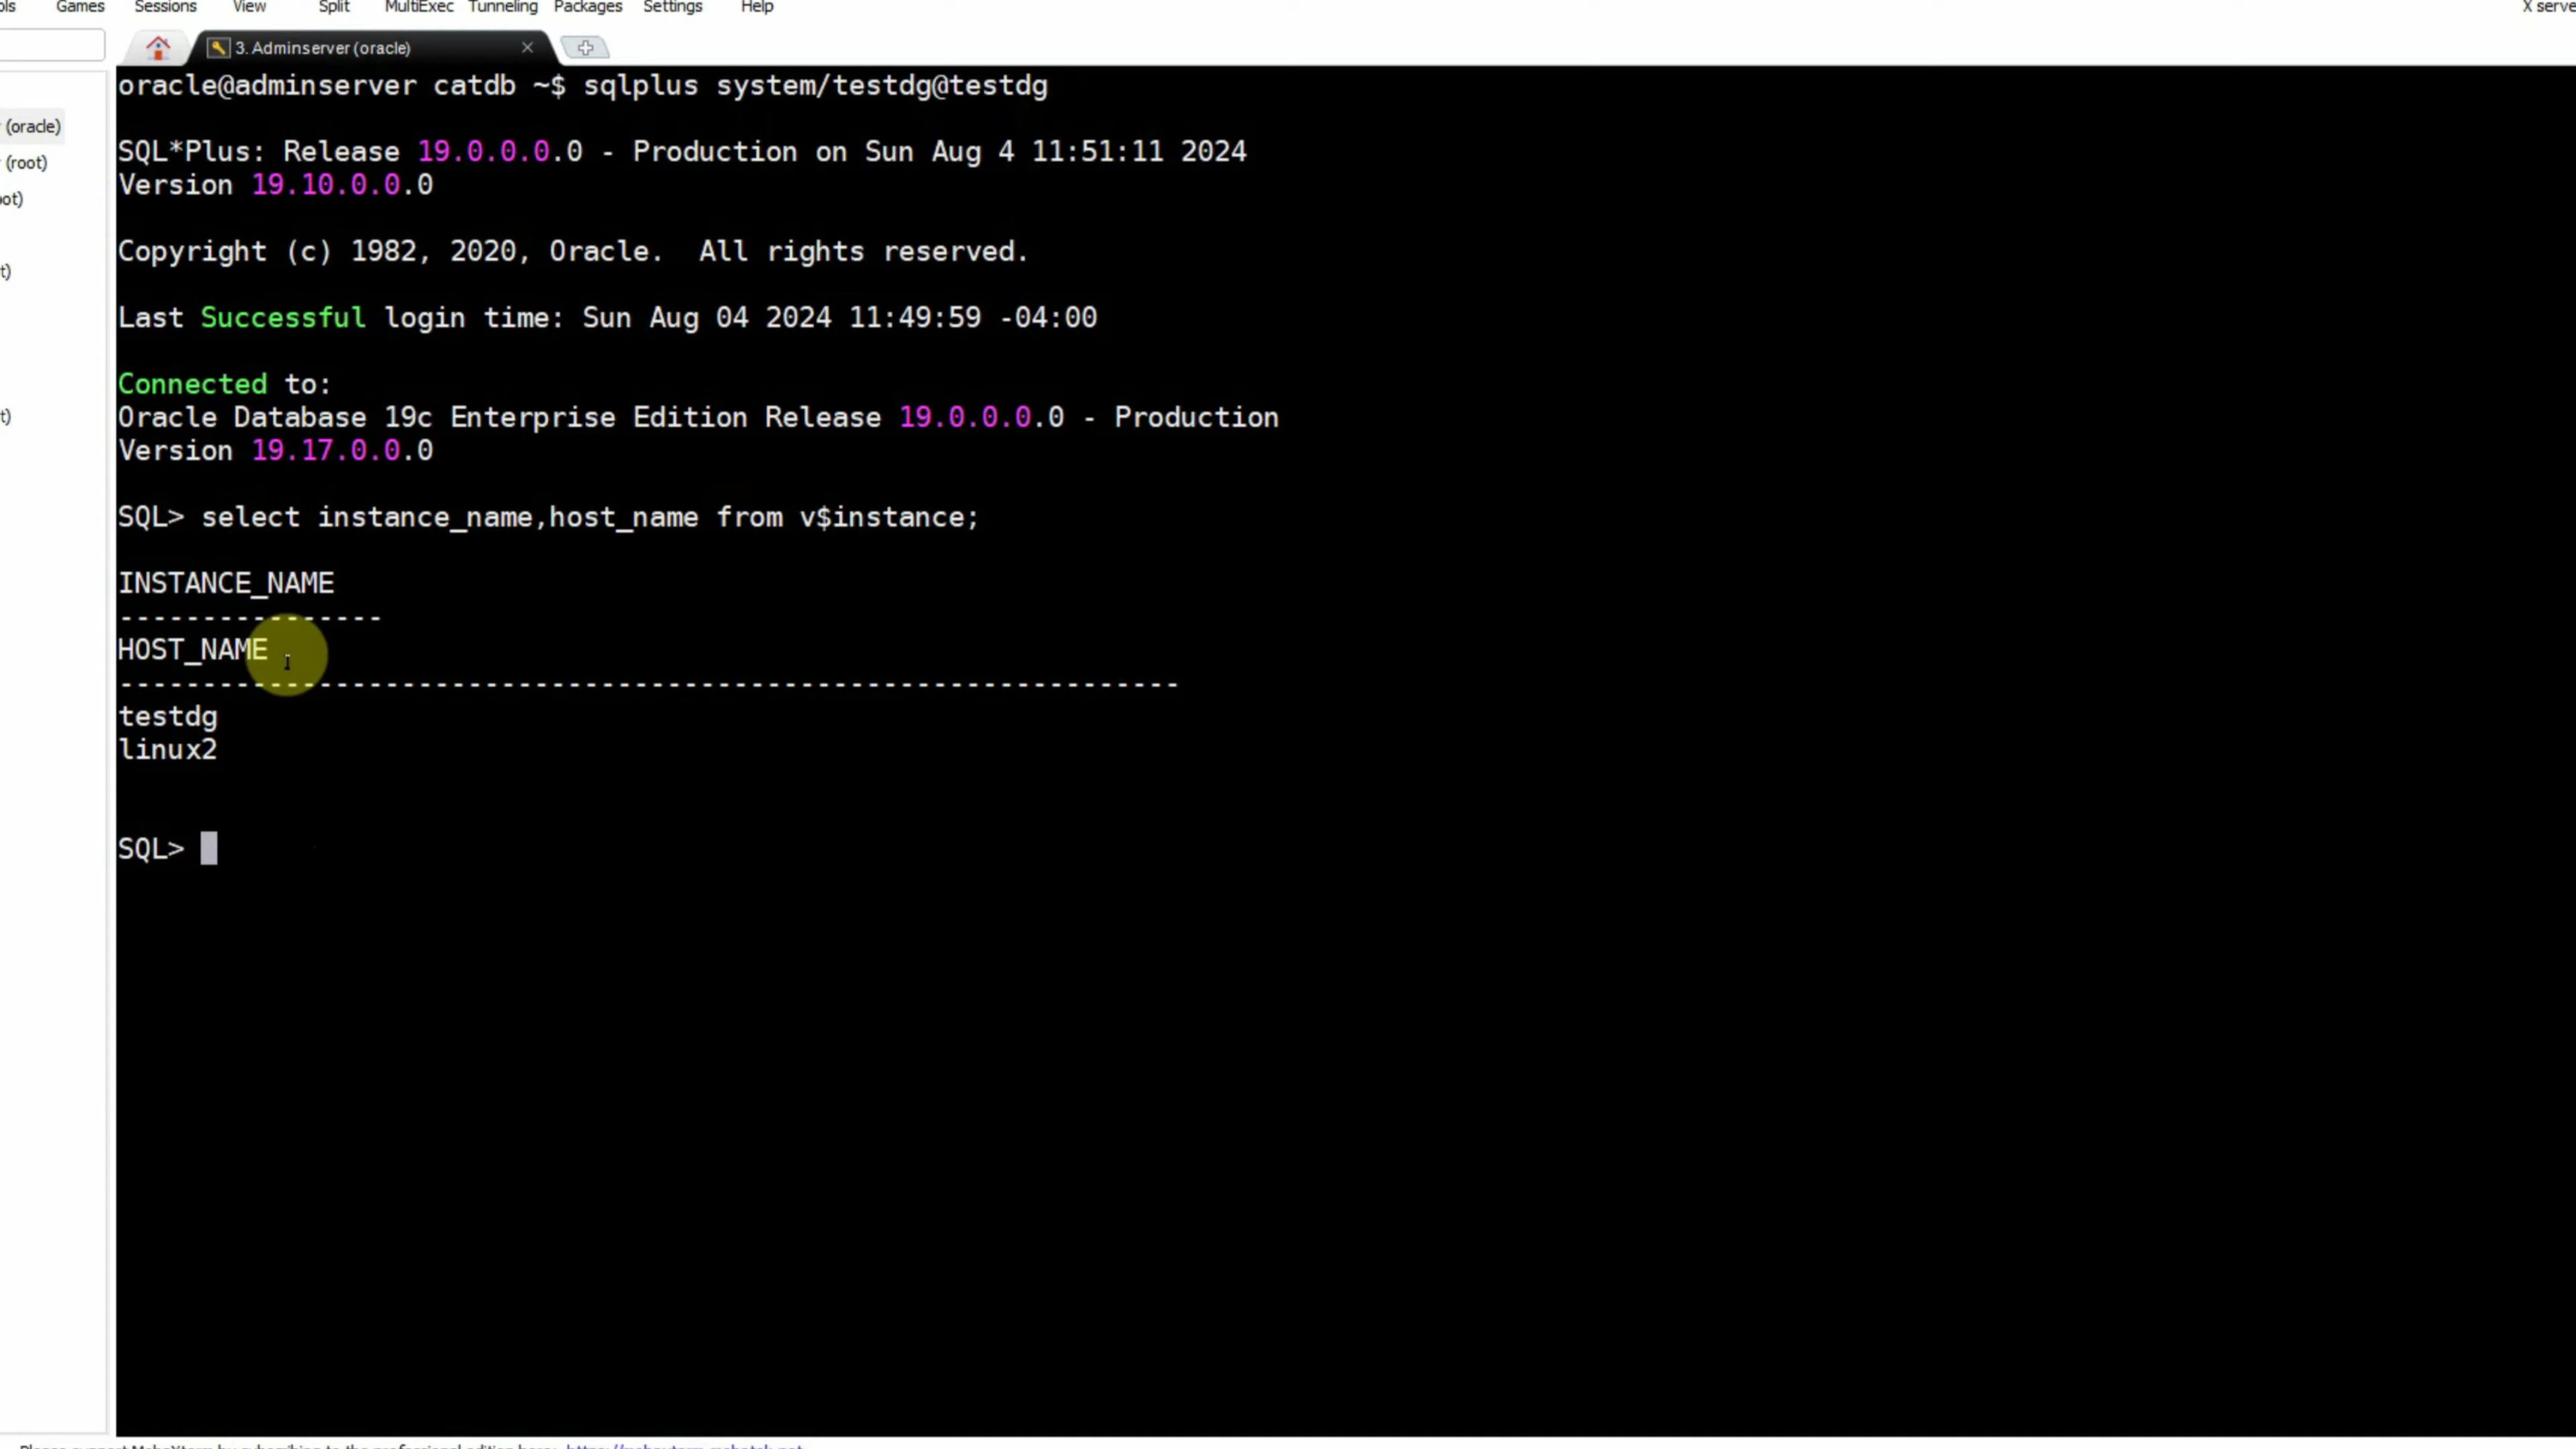 Games Sessions View Split MultiExec Tunneling Packages Settings Help
3. Adminserver (oracle)
(oracle)
(root)
oracle@adminserver catdb ~$ sqlplus system/testdg@testdg
SQL*Plus: Release 19.0.0.0.0 - Production on Sun Aug 4 11:51:11 2024
Version 19.10.0.0.0
Copyright (c) 1982, 2020, Oracle.  All rights reserved.
Last Successful login time: Sun Aug 04 2024 11:49:59 -04:00
Connected to:
Oracle Database 19c Enterprise Edition Release 19.0.0.0.0 - Production
Version 19.17.0.0.0
SQL> select instance_name,host_name from v$instance;
INSTANCE_NAME
----------------
HOST_NAME
----------------------------------------------------------------
testdg
linux2
SQL>